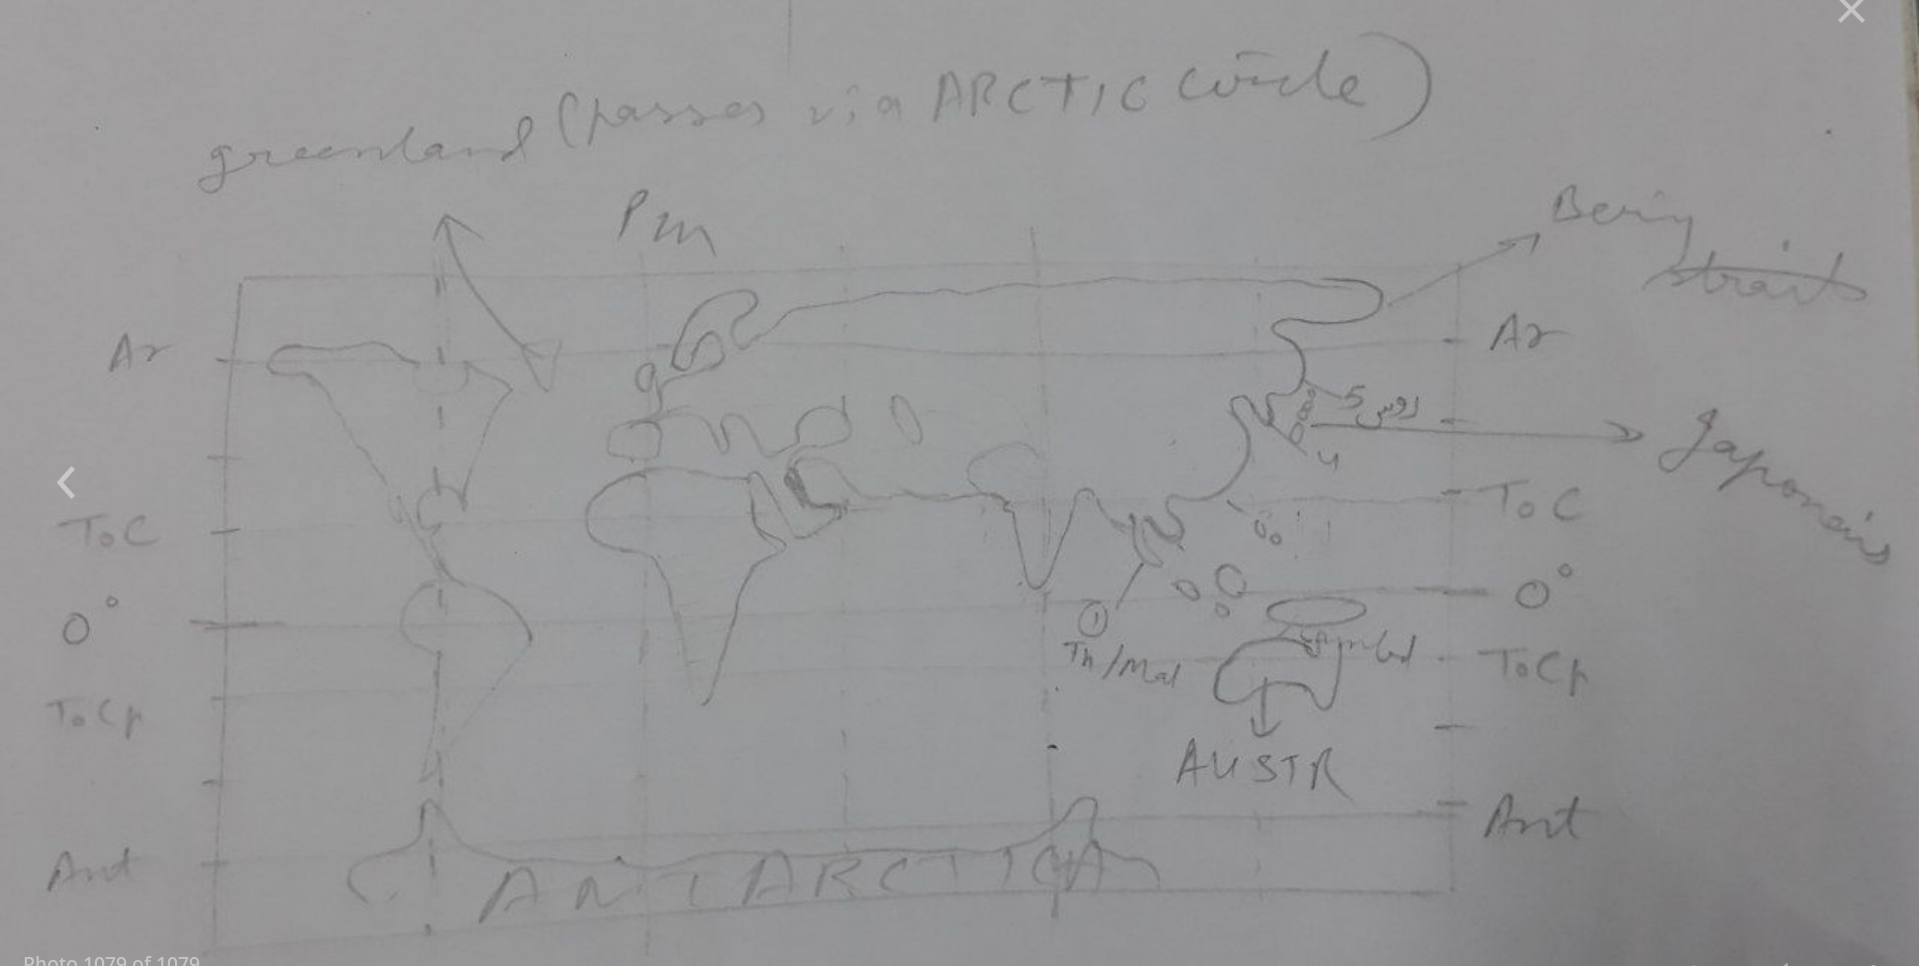 greenland (passes via ARCTIC circle)
Pm
Bering
strait
Ar
Ar
5 روس
4
Japonais
ToC
ToC
0°
0°
1
Th/Mal
ToCp
ToCp
AUSTR
Ant
Ant
ANTARCTICA
Photo 1079 of 1079